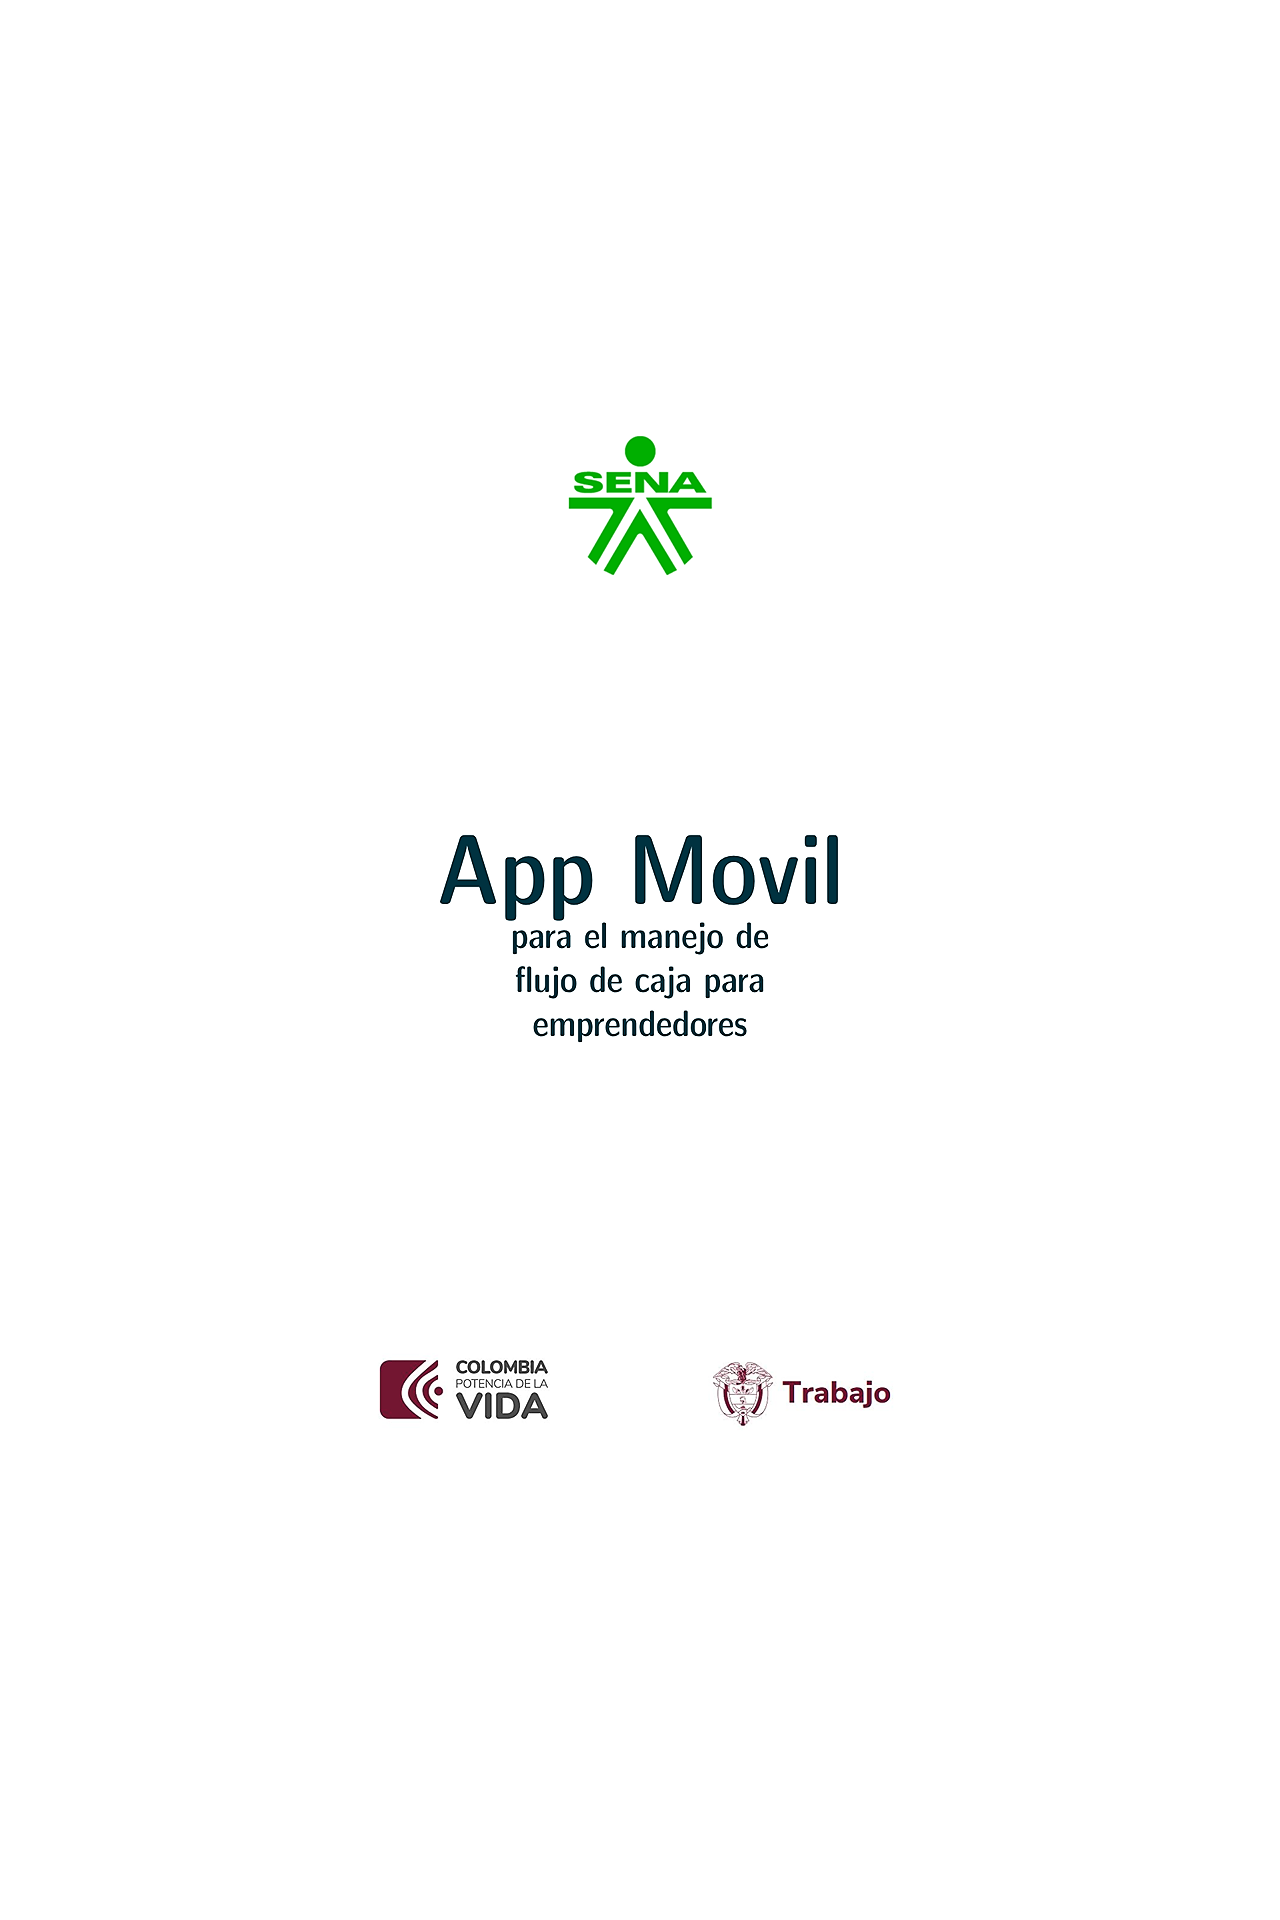 SENA
App Movil
para el manejo de
flujo de caja para
emprendedores
COLOMBIA
POTENCIA DE LA
VIDA
Trabajo